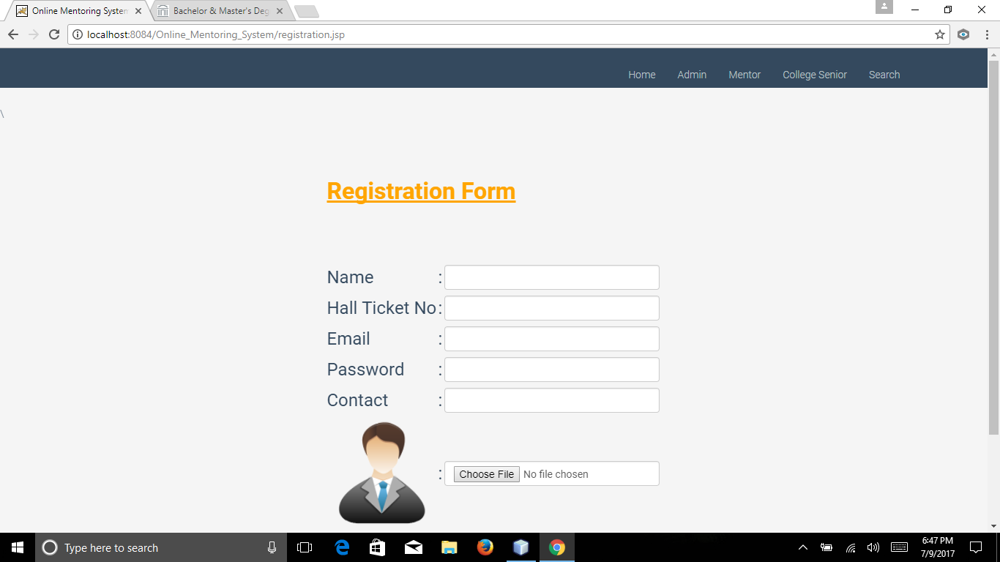 Online Mentoring System
Bachelor & Master's Deg
localhost:8084/Online_Mentoring_System/registration.jsp
Home Admin Mentor College Senior Search
\
Registration Form
Name :
Hall Ticket No :
Email :
Password :
Contact :
: Choose File No file chosen
Type here to search
6:47 PM
7/9/2017